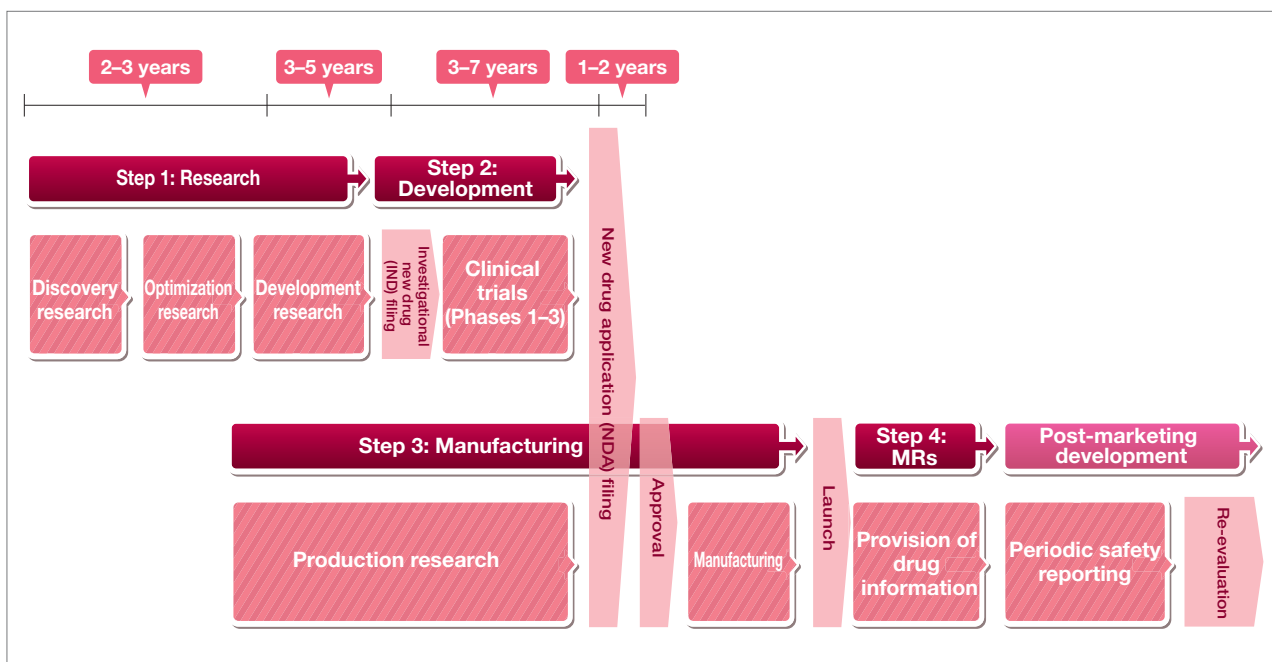 2–3 years
3–5 years
3–7 years
1–2 years
Step 1: Research
Step 2:
Development
Discovery
research
Optimization
research
Development
research
Investigational
new drug
(IND) filing
Clinical
trials
(Phases 1–3)
New drug application (NDA) filing
Step 3: Manufacturing
Step 4:
MRs
Post-marketing
development
Production research
Approval
Manufacturing
Launch
Provision of
drug
information
Periodic safety
reporting
Re-evaluation